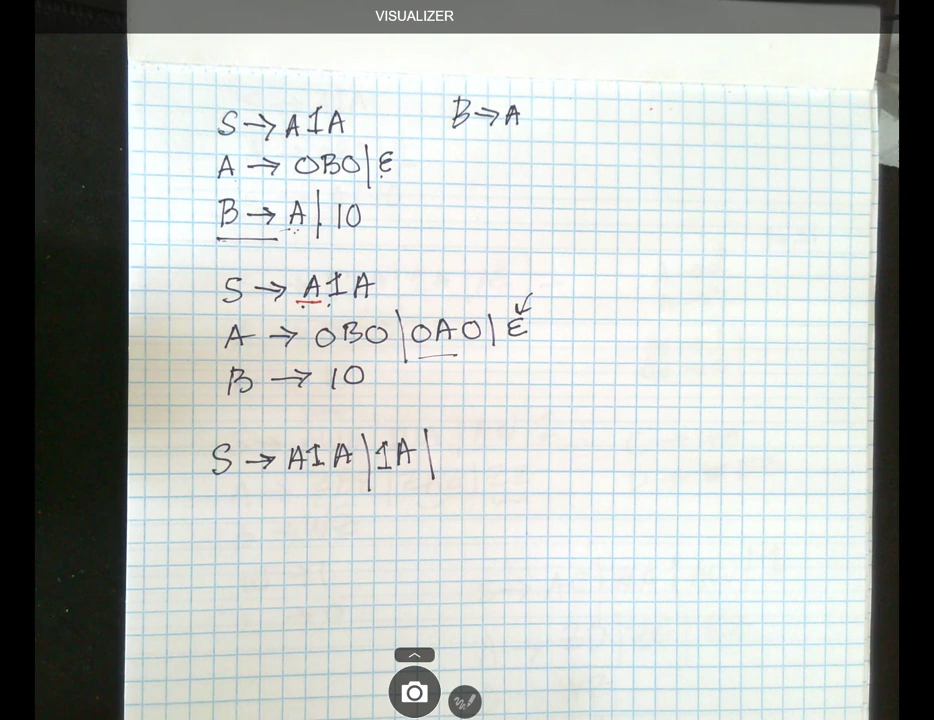 VISUALIZER
S → A1A
B → A
A → 0B0 | ε
B → A | 10
S → A1A
A → 0B0 | 0A0 | ε
B → 10
S → A1A | 1A |